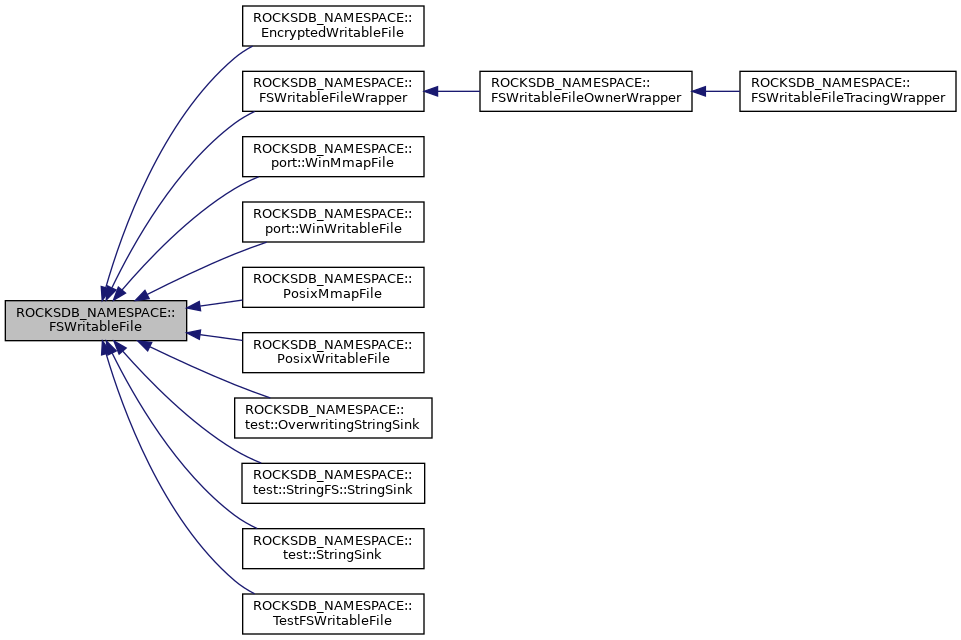 ROCKSDB_NAMESPACE::
EncryptedWritableFile
ROCKSDB_NAMESPACE::
FSWritableFileWrapper
ROCKSDB_NAMESPACE::
FSWritableFileOwnerWrapper
ROCKSDB_NAMESPACE::
FSWritableFileTracingWrapper
ROCKSDB_NAMESPACE::
port::WinMmapFile
ROCKSDB_NAMESPACE::
port::WinWritableFile
ROCKSDB_NAMESPACE::
PosixMmapFile
ROCKSDB_NAMESPACE::
FSWritableFile
ROCKSDB_NAMESPACE::
PosixWritableFile
ROCKSDB_NAMESPACE::
test::OverwritingStringSink
ROCKSDB_NAMESPACE::
test::StringFS::StringSink
ROCKSDB_NAMESPACE::
test::StringSink
ROCKSDB_NAMESPACE::
TestFSWritableFile